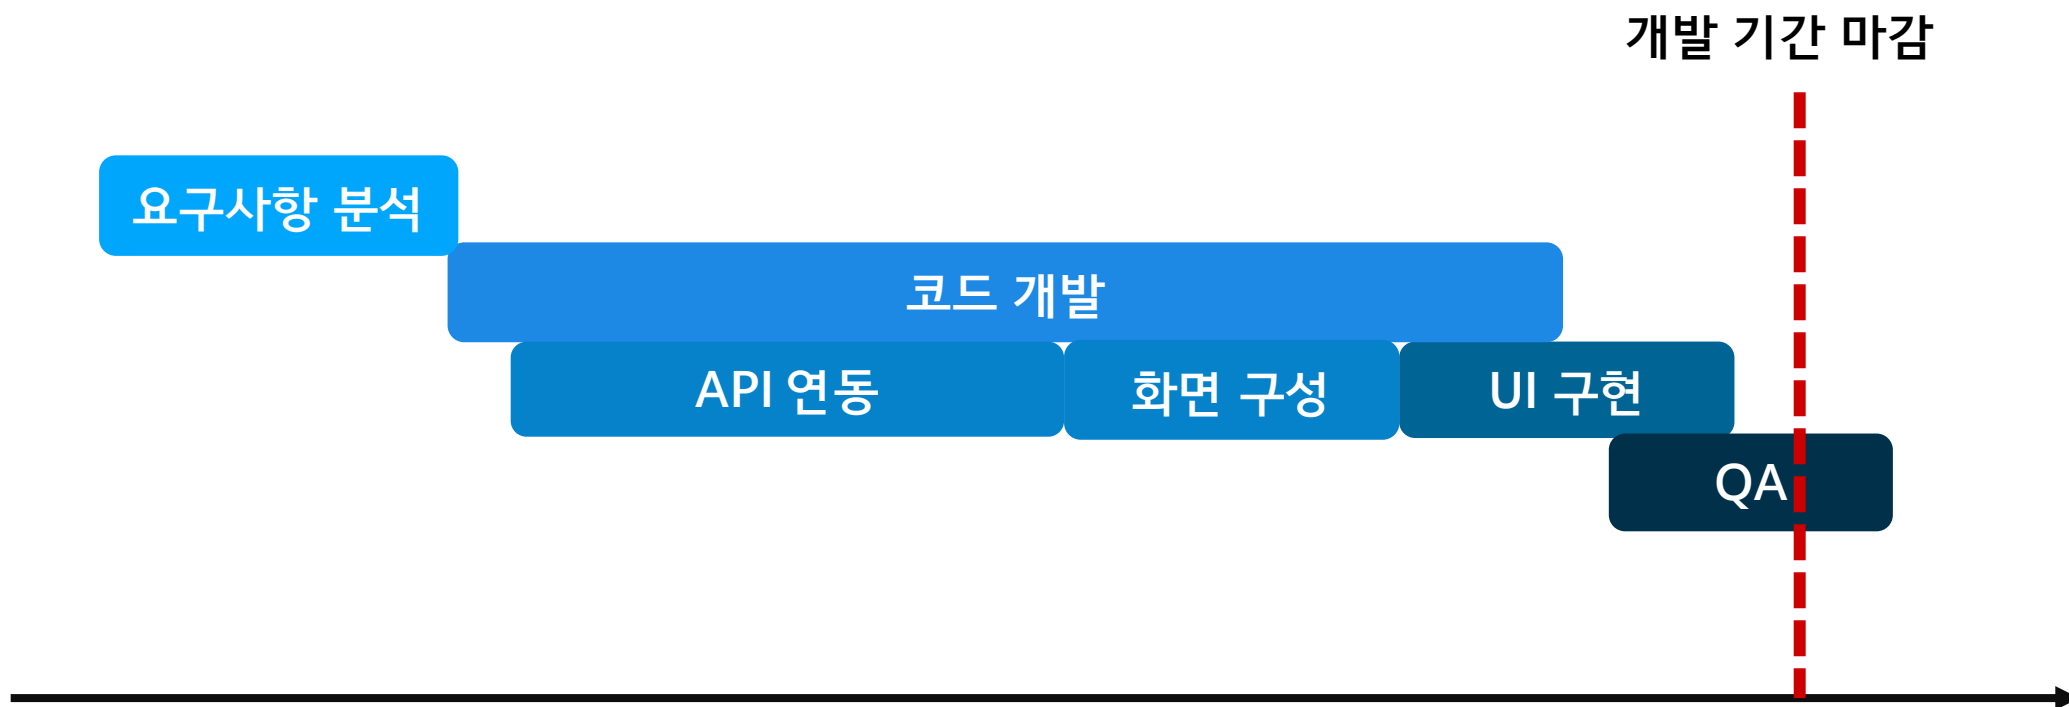 개발 기간 마감
요구사항 분석
코드 개발
API 연동
화면 구성
UI 구현
QA